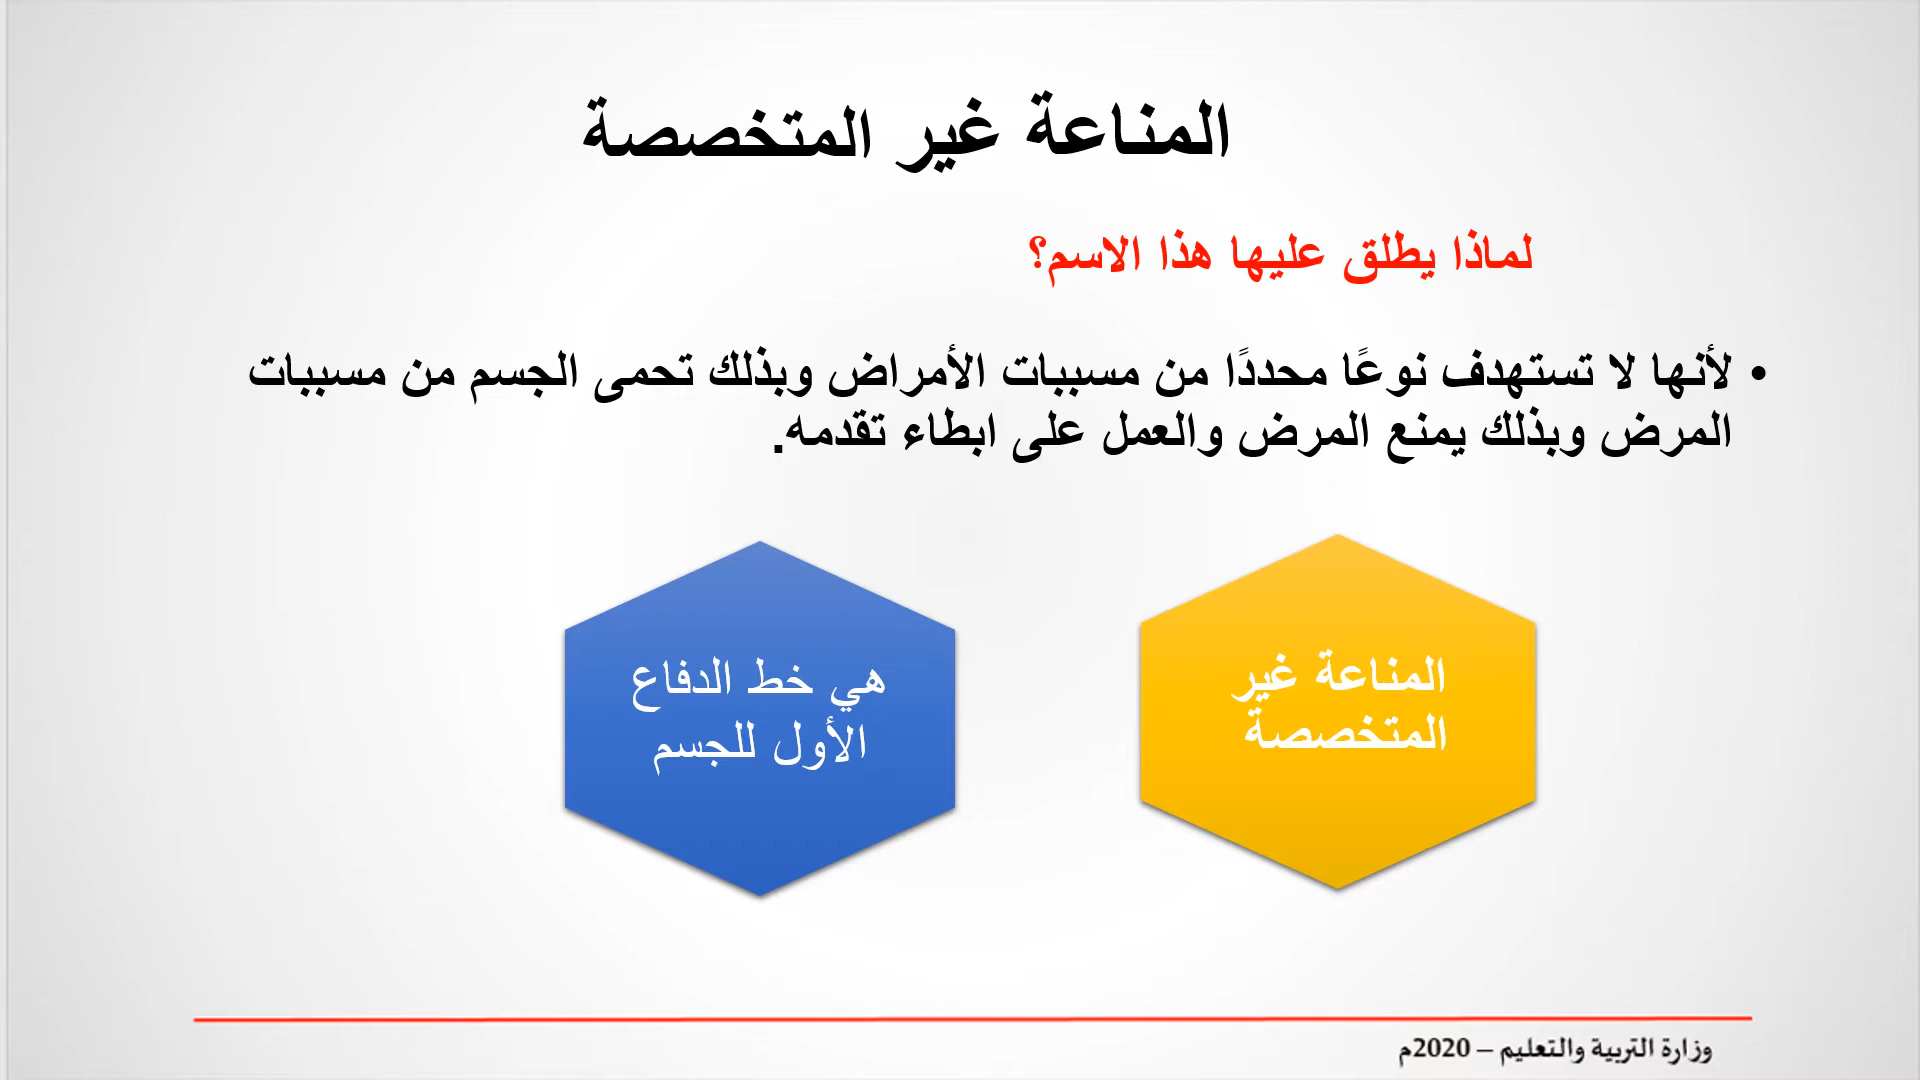 المناعة غير المتخصصة
لماذا يطلق عليها هذا الاسم؟
• لأنها لا تستهدف نوعًا محددًا من مسببات الأمراض وبذلك تحمى الجسم من مسببات
المرض وبذلك يمنع المرض والعمل على ابطاء تقدمه.
المناعة غير
المتخصصة
هي خط الدفاع
الأول للجسم
وزارة التربية والتعليم – 2020م